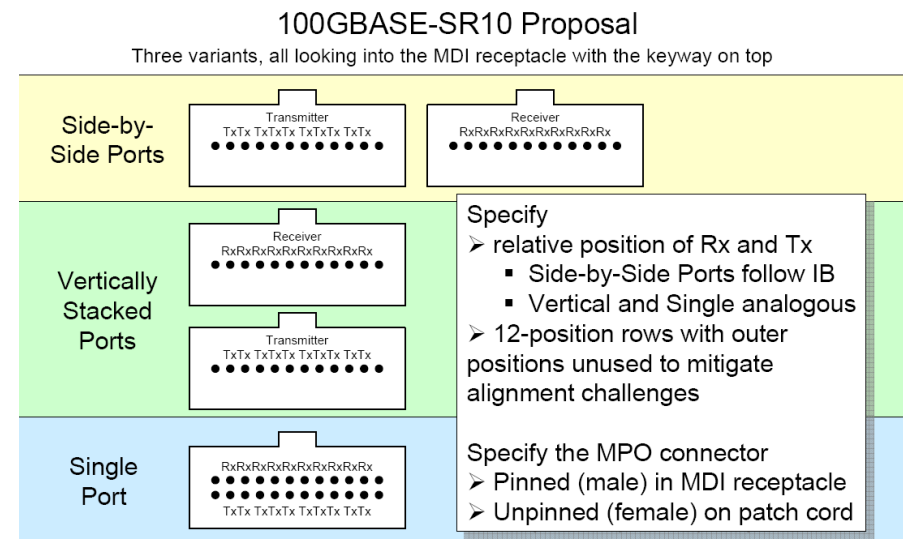 100GBASE-SR10 Proposal
Three variants, all looking into the MDI receptacle with the keyway on top
Side-by-
Side Ports
Transmitter
TxTx TxTxTx TxTxTx TxTx
Receiver
RxRxRxRxRxRxRxRxRxRx
Vertically
Stacked
Ports
Receiver
RxRxRxRxRxRxRxRxRxRx
Transmitter
TxTx TxTxTx TxTxTx TxTx
Single
Port
RxRxRxRxRxRxRxRxRxRx
TxTx TxTxTx TxTxTx TxTx
Specify
➢ relative position of Rx and Tx
▪ Side-by-Side Ports follow IB
▪ Vertical and Single analogous
➢ 12-position rows with outer
positions unused to mitigate
alignment challenges
Specify the MPO connector
➢ Pinned (male) in MDI receptacle
➢ Unpinned (female) on patch cord